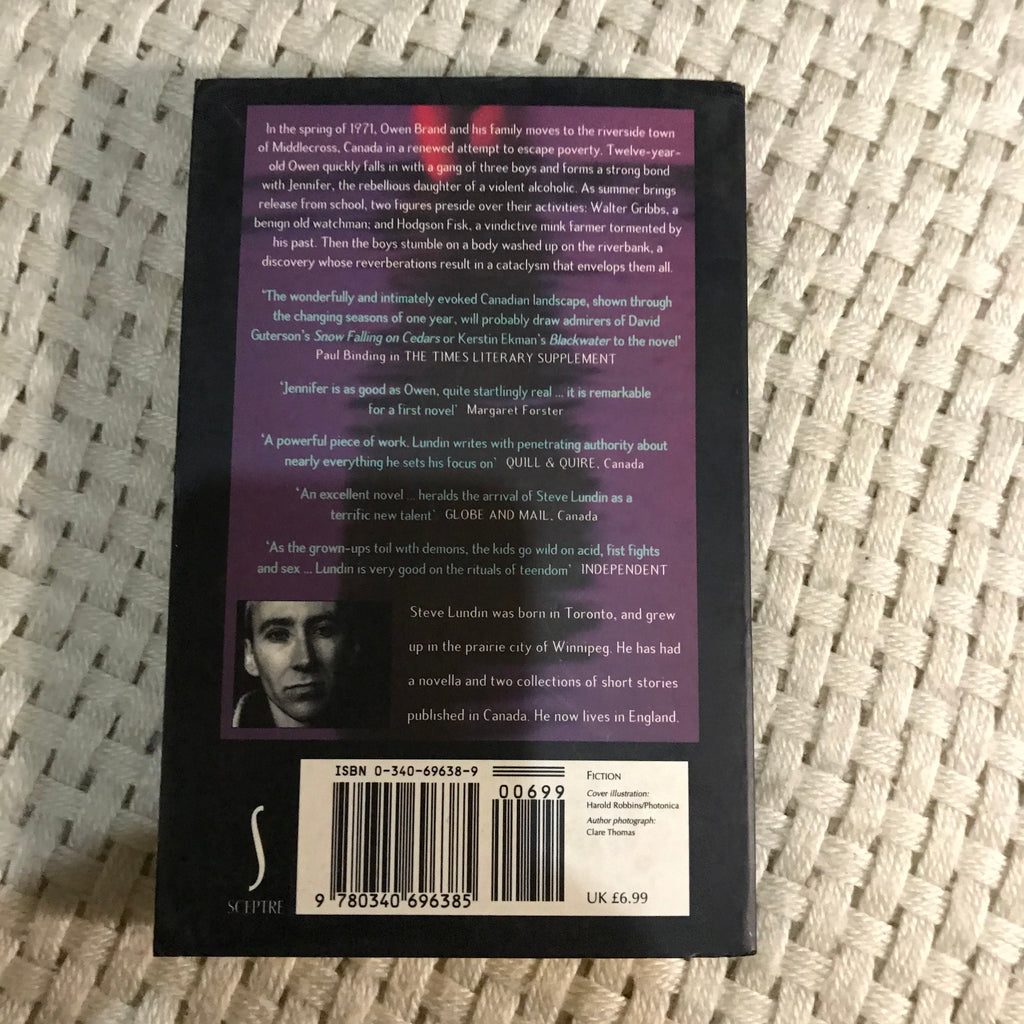 In the spring of 1971, Owen Brand and his family moves to the riverside town
of Middlecross, Canada in a renewed attempt to escape poverty. Twelve-year-
old Owen quickly falls in with a gang of three boys and forms a strong bond
with Jennifer, the rebellious daughter of a violent alcoholic. As summer brings
release from school, two figures preside over their activities: Walter Gribbs, a
benign old watchman; and Hodgson Fisk, a vindictive mink farmer tormented by
his past. Then the boys stumble on a body washed up on the riverbank, a
discovery whose reverberations result in a cataclysm that envelops them all.
'The wonderfully and intimately evoked Canadian landscape, shown through
the changing seasons of one year, will probably draw admirers of David
Guterson's Snow Falling on Cedars or Kerstin Ekman's Blackwater to the novel'
Paul Binding in THE TIMES LITERARY SUPPLEMENT
'Jennifer is as good as Owen, quite startlingly real ... it is remarkable
for a first novel' Margaret Forster
'A powerful piece of work. Lundin writes with penetrating authority about
nearly everything he sets his focus on' QUILL & QUIRE, Canada
'An excellent novel ... heralds the arrival of Steve Lundin as a
terrific new talent' GLOBE AND MAIL, Canada
'As the grown-ups toil with demons, the kids go wild on acid, fist fights
and sex ... Lundin is very good on the rituals of teendom' INDEPENDENT
Steve Lundin was born in Toronto, and grew
up in the prairie city of Winnipeg. He has had
a novella and two collections of short stories
published in Canada. He now lives in England.
ISBN 0-340-69638-9
00699
9 780340 696385
FICTION
Cover illustration:
Harold Robbins/Photonica
Author photograph:
Clare Thomas
UK £6.99
S
SCEPTRE